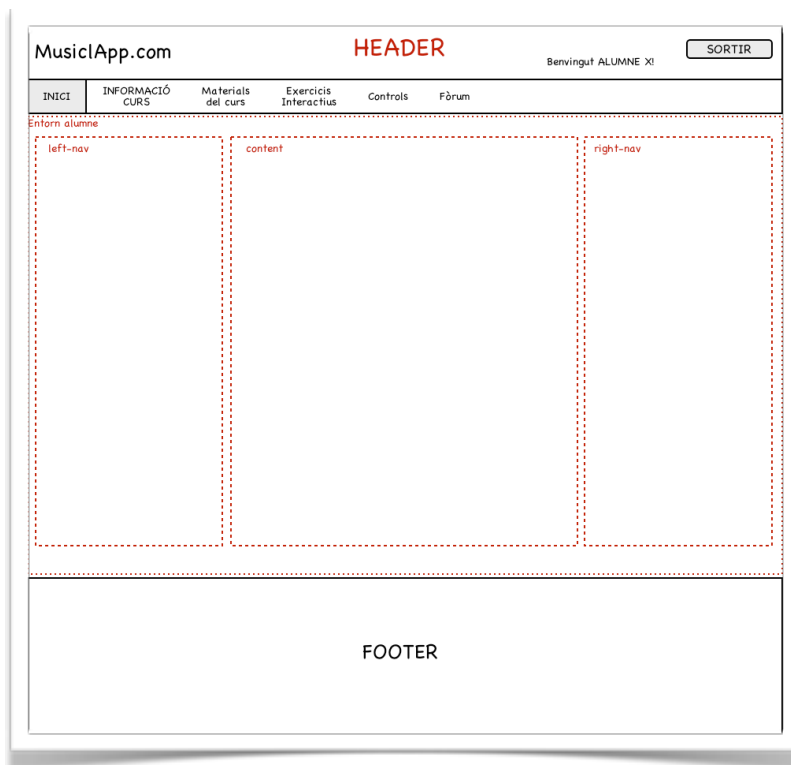 MusiclApp.com
HEADER
Benvingut ALUMNE X!
SORTIR
INICI
INFORMACIÓ
CURS
Materials
del curs
Exercicis
Interactius
Controls
Fòrum
Entorn alumne
left-nav
content
right-nav
FOOTER